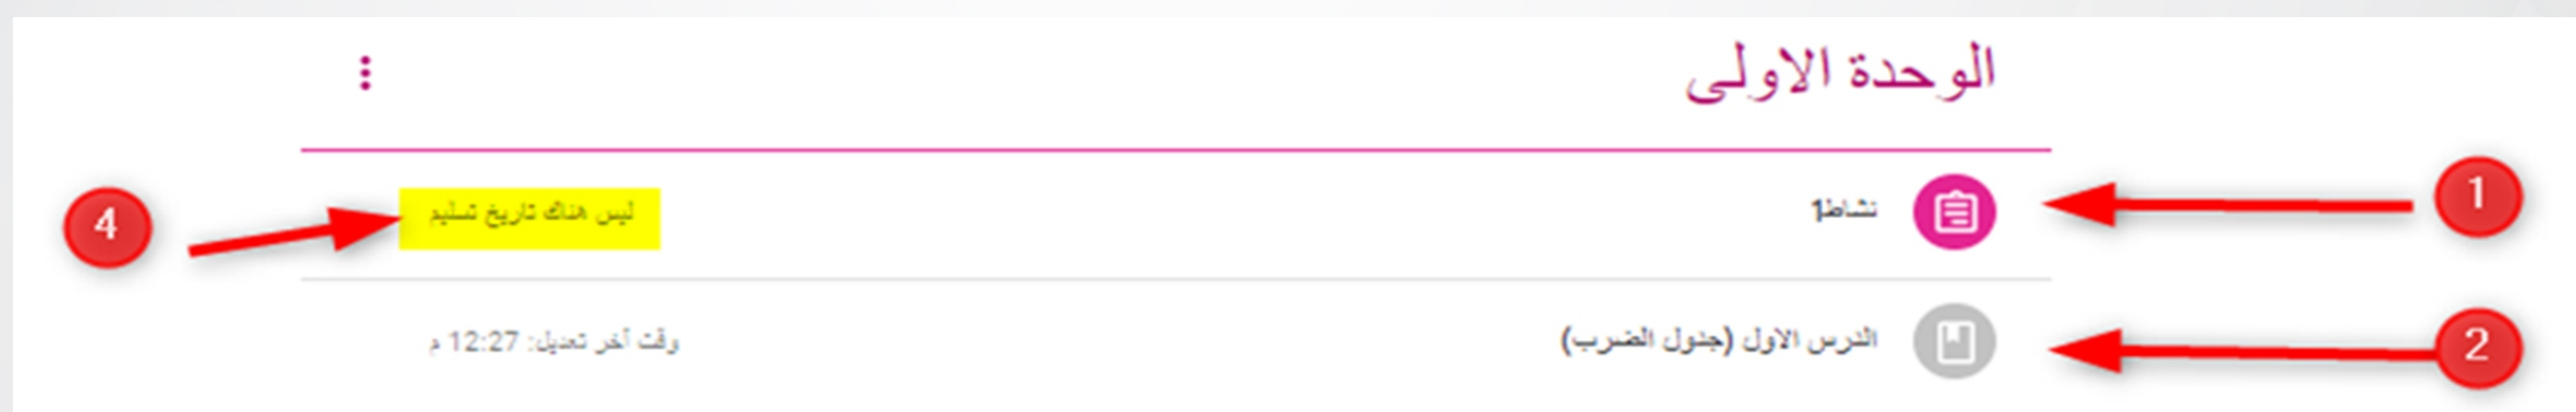 الوحدة الاولى
1
نشاط1
ليس هناك تاريخ تسليم
4
2
الدرس الاول (جدول الضرب)
وقت آخر تعديل: 12:27 م